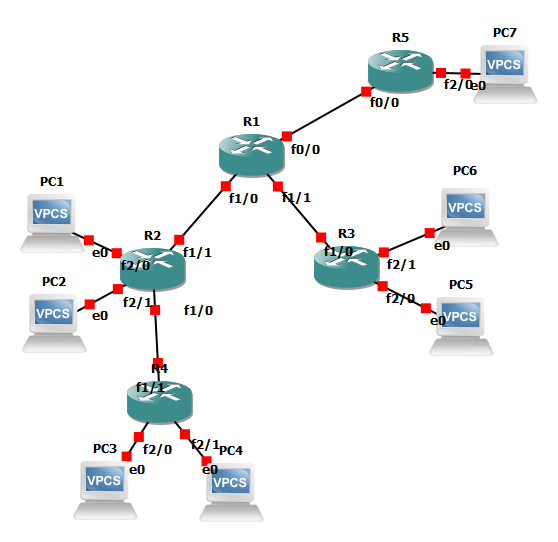 PC7
R5
VPCS
f2/0
e0
f0/0
R1
f0/0
PC1
VPCS
f1/0
f1/1
PC6
VPCS
e0
R2
f2/0
f1/1
R3
f1/0
f2/1
e0
PC2
VPCS
f2/1
e0
f1/0
f2/0
PC5
VPCS
e0
R4
f1/1
PC3
VPCS
f2/0
e0
f2/1
PC4
VPCS
e0